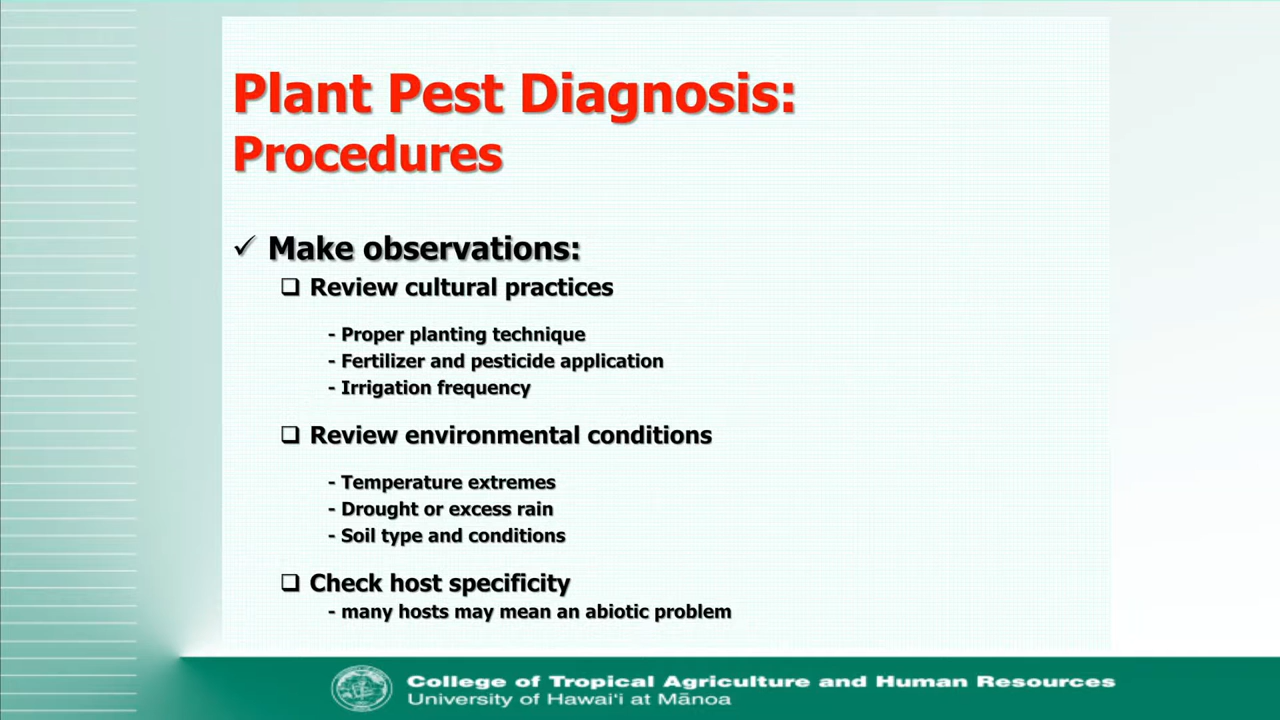 Plant Pest Diagnosis:
Procedures
✓ Make observations:
❑ Review cultural practices
- Proper planting technique
- Fertilizer and pesticide application
- Irrigation frequency
❑ Review environmental conditions
- Temperature extremes
- Drought or excess rain
- Soil type and conditions
❑ Check host specificity
- many hosts may mean an abiotic problem
College of Tropical Agriculture and Human Resources
University of Hawai‘i at Mānoa